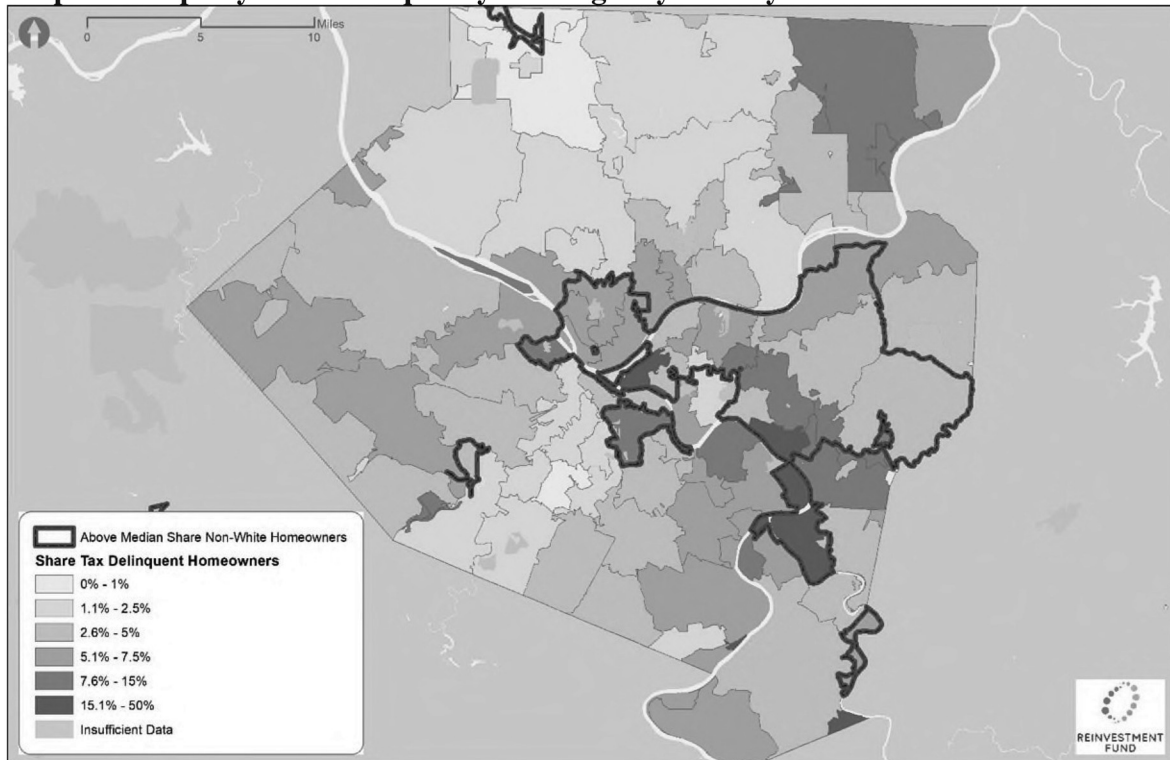 Miles
0 5 10
Above Median Share Non-White Homeowners
Share Tax Delinquent Homeowners
0% - 1%
1.1% - 2.5%
2.6% - 5%
5.1% - 7.5%
7.6% - 15%
15.1% - 50%
Insufficient Data
REINVESTMENT
FUND